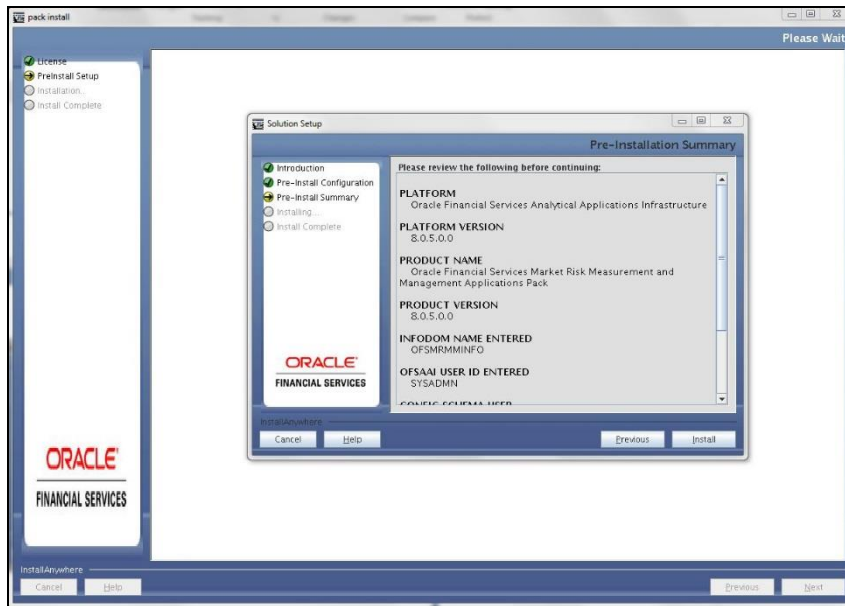 pack install
Please Wait
License
PreInstall Setup
Installation...
Install Complete
Solution Setup
Pre-Installation Summary
Introduction
Pre-Install Configuration
Pre-Install Summary
Installing...
Install Complete
Please review the following before continuing:
PLATFORM
Oracle Financial Services Analytical Applications Infrastructure
PLATFORM VERSION
8.0.5.0.0
PRODUCT NAME
Oracle Financial Services Market Risk Measurement and
Management Applications Pack
PRODUCT VERSION
8.0.5.0.0
INFODOM NAME ENTERED
OFSMRMMINFO
OFSAAI USER ID ENTERED
SYSADMN
CONFIG SCHEMA USER
ORACLE
FINANCIAL SERVICES
InstallAnywhere
Cancel Help Previous Install
ORACLE
FINANCIAL SERVICES
InstallAnywhere
Cancel Help Previous Next